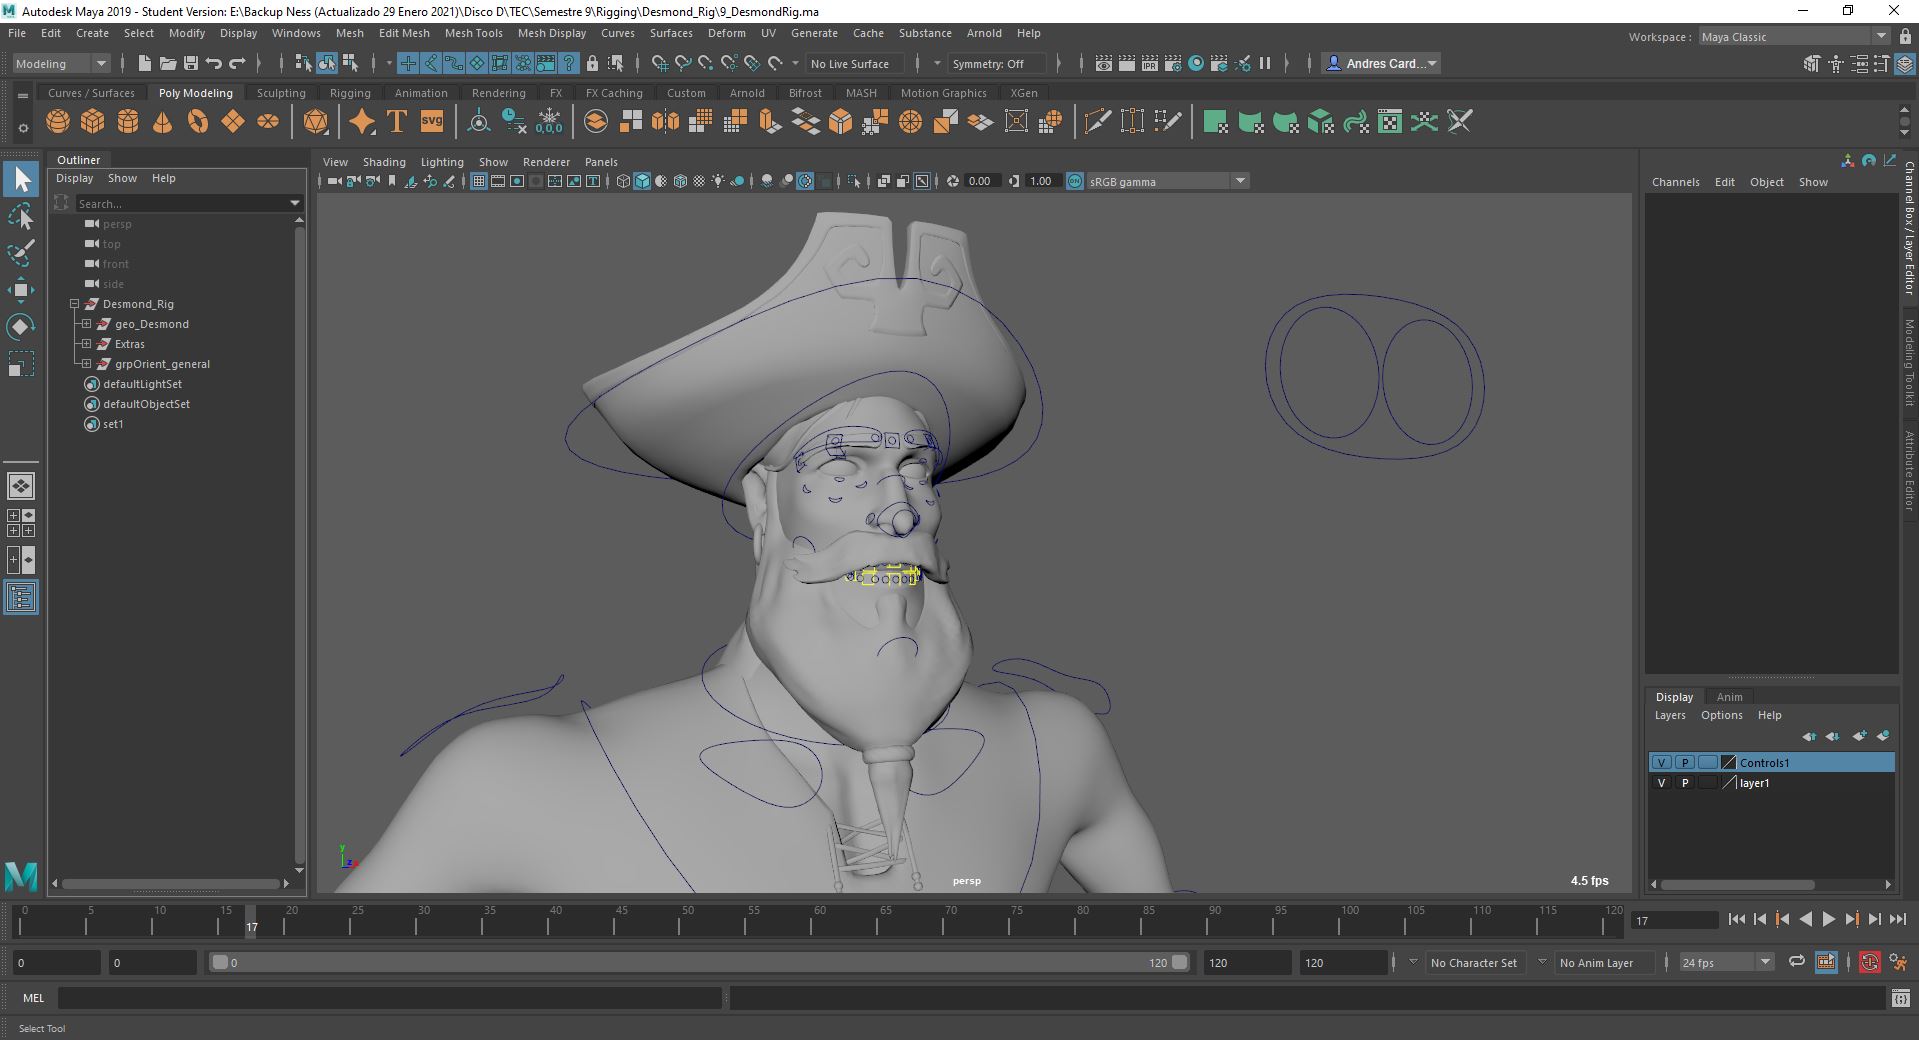 Autodesk Maya 2019 - Student Version: E:\Backup Ness (Actualizado 29 Enero 2021)\Disco D\TEC\Semestre 9\Rigging\Desmond_Rig\9_DesmondRig.ma
File Edit Create Select Modify Display Windows Mesh Edit Mesh Mesh Tools Mesh Display Curves Surfaces Deform UV Generate Cache Substance Arnold Help
Workspace : Maya Classic
Modeling No Live Surface Symmetry: Off Andres Card...
Curves / Surfaces Poly Modeling Sculpting Rigging Animation Rendering FX FX Caching Custom Arnold Bifrost MASH Motion Graphics XGen
T svg 0,0,0 IPR
Outliner
Display Show Help
Search...
persp
top
front
side
Desmond_Rig
geo_Desmond
Extras
grpOrient_general
defaultLightSet
defaultObjectSet
set1
View Shading Lighting Show Renderer Panels
0.00 1.00 ON sRGB gamma
persp
4.5 fps
y
z
Channels Edit Object Show
Channel Box / Layer Editor
Modeling Toolkit
Attribute Editor
Display Anim
Layers Options Help
V P Controls1
V P layer1
0 5 10 15 20 25 30 35 40 45 50 55 60 65 70 75 80 85 90 95 100 105 110 115 120
17
17
0 0 0 120 120 120 No Character Set No Anim Layer 24 fps
MEL
Select Tool